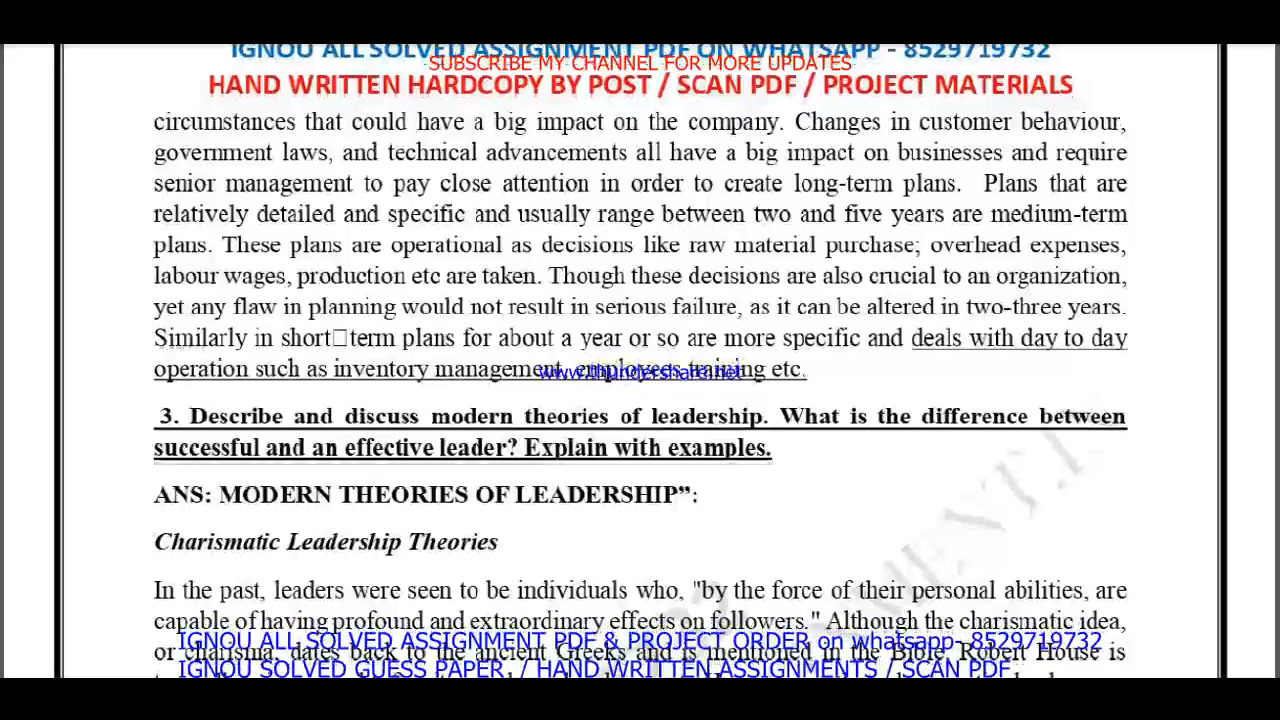 IGNOU ALL SOLVED ASSIGNMENT PDF ON WHATSAPP - 8529719732
SUBSCRIBE MY CHANNEL FOR MORE UPDATES
HAND WRITTEN HARDCOPY BY POST / SCAN PDF / PROJECT MATERIALS
circumstances that could have a big impact on the company. Changes in customer behaviour,
government laws, and technical advancements all have a big impact on businesses and require
senior management to pay close attention in order to create long-term plans. Plans that are
relatively detailed and specific and usually range between two and five years are medium-term
plans. These plans are operational as decisions like raw material purchase; overhead expenses,
labour wages, production etc are taken. Though these decisions are also crucial to an organization,
yet any flaw in planning would not result in serious failure, as it can be altered in two-three years.
Similarly in short□term plans for about a year or so are more specific and deals with day to day
operation such as inventory management, employees training etc.
www.thundershare.net
3. Describe and discuss modern theories of leadership. What is the difference between
successful and an effective leader? Explain with examples.
ANS: MODERN THEORIES OF LEADERSHIP”:
Charismatic Leadership Theories
In the past, leaders were seen to be individuals who, "by the force of their personal abilities, are
capable of having profound and extraordinary effects on followers." Although the charismatic idea,
IGNOU ALL SOLVED ASSIGNMENT PDF & PROJECT ORDER on whatsapp- 8529719732
or charisma, dates back to the ancient Greeks and is mentioned in the Bible, Robert House is
IGNOU SOLVED GUESS PAPER / HAND WRITTEN ASSIGNMENTS / SCAN PDF